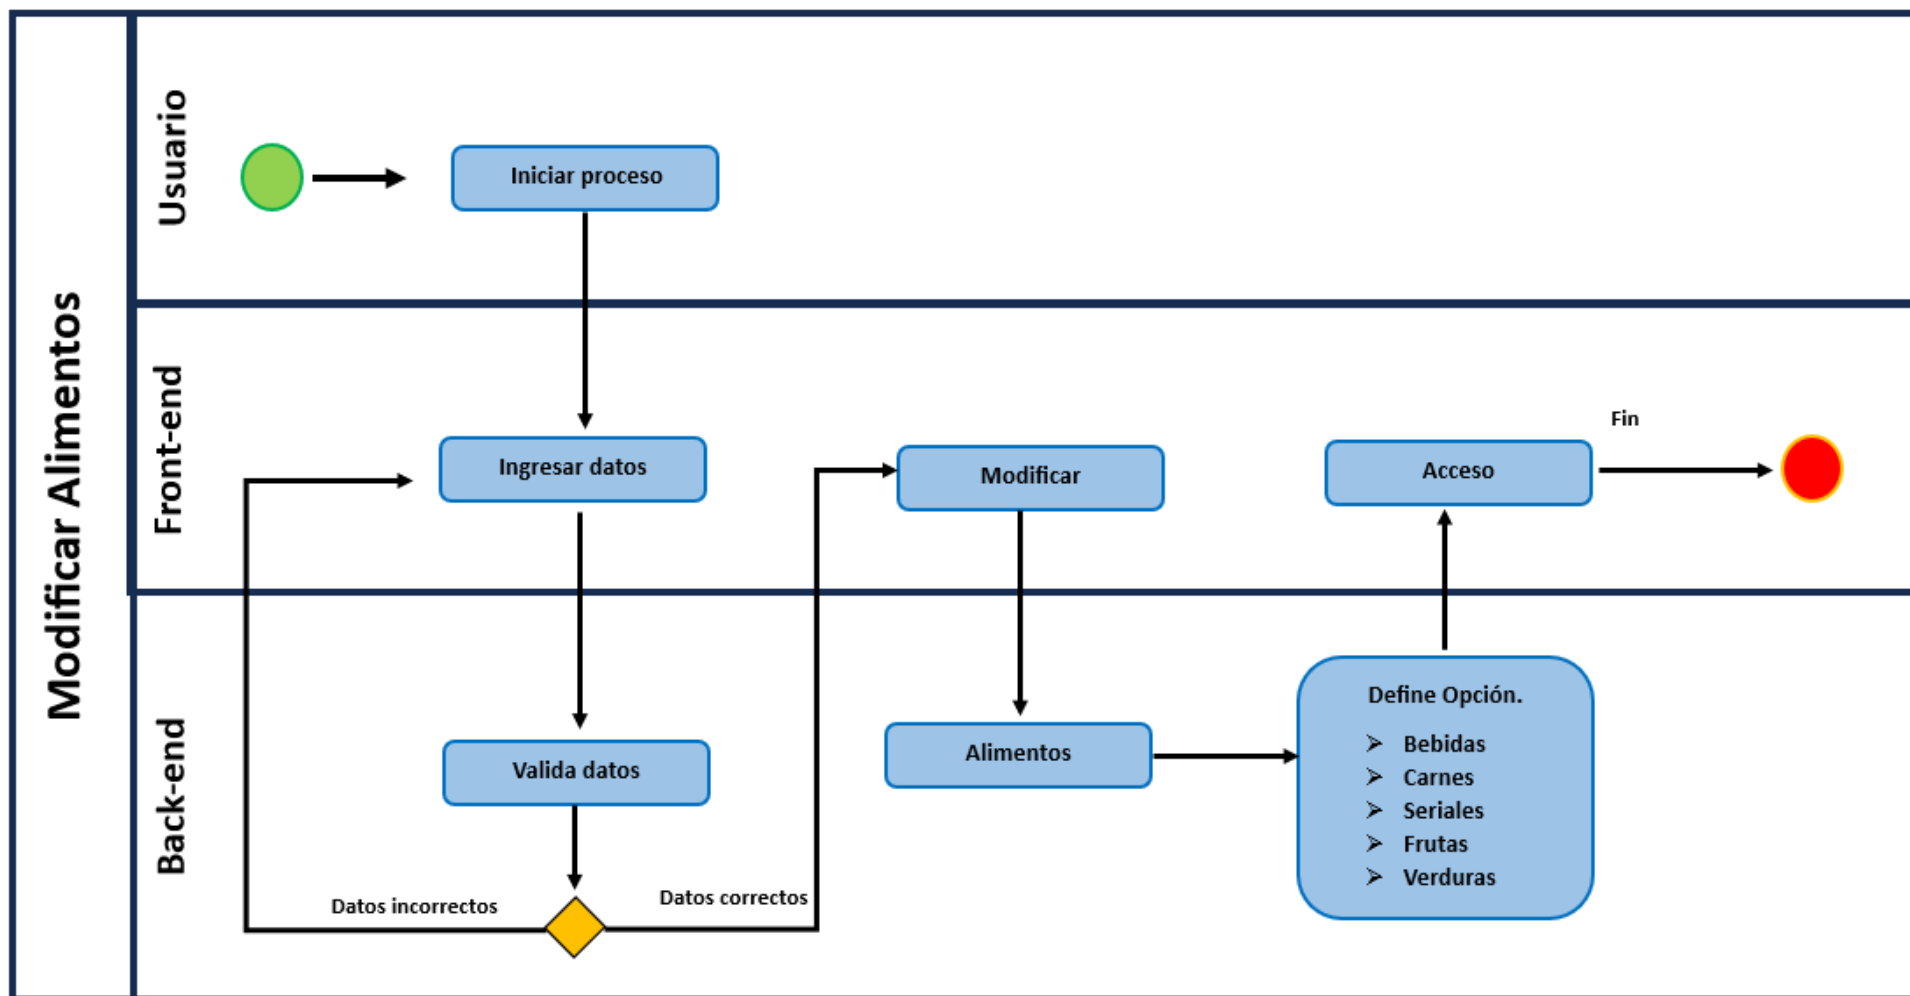 Modificar Alimentos
Usuario
Iniciar proceso
Front-end
Ingresar datos
Modificar
Acceso
Fin
Back-end
Valida datos
Datos incorrectos
Datos correctos
Alimentos
Define Opción.
➢ Bebidas
➢ Carnes
➢ Seriales
➢ Frutas
➢ Verduras